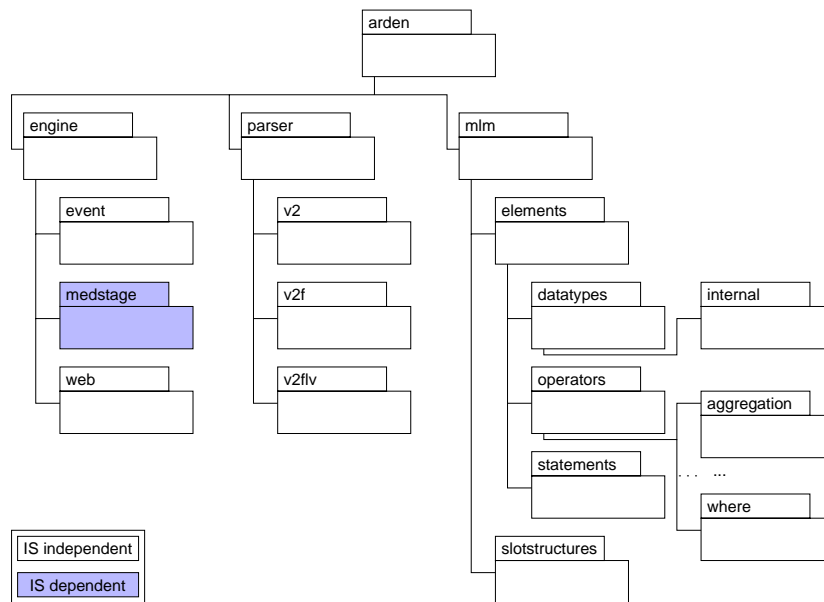 arden
engine
parser
mlm
event
v2
elements
medstage
v2f
datatypes
internal
web
v2flv
operators
aggregation
statements
. . . ...
where
IS independent
slotstructures
IS dependent